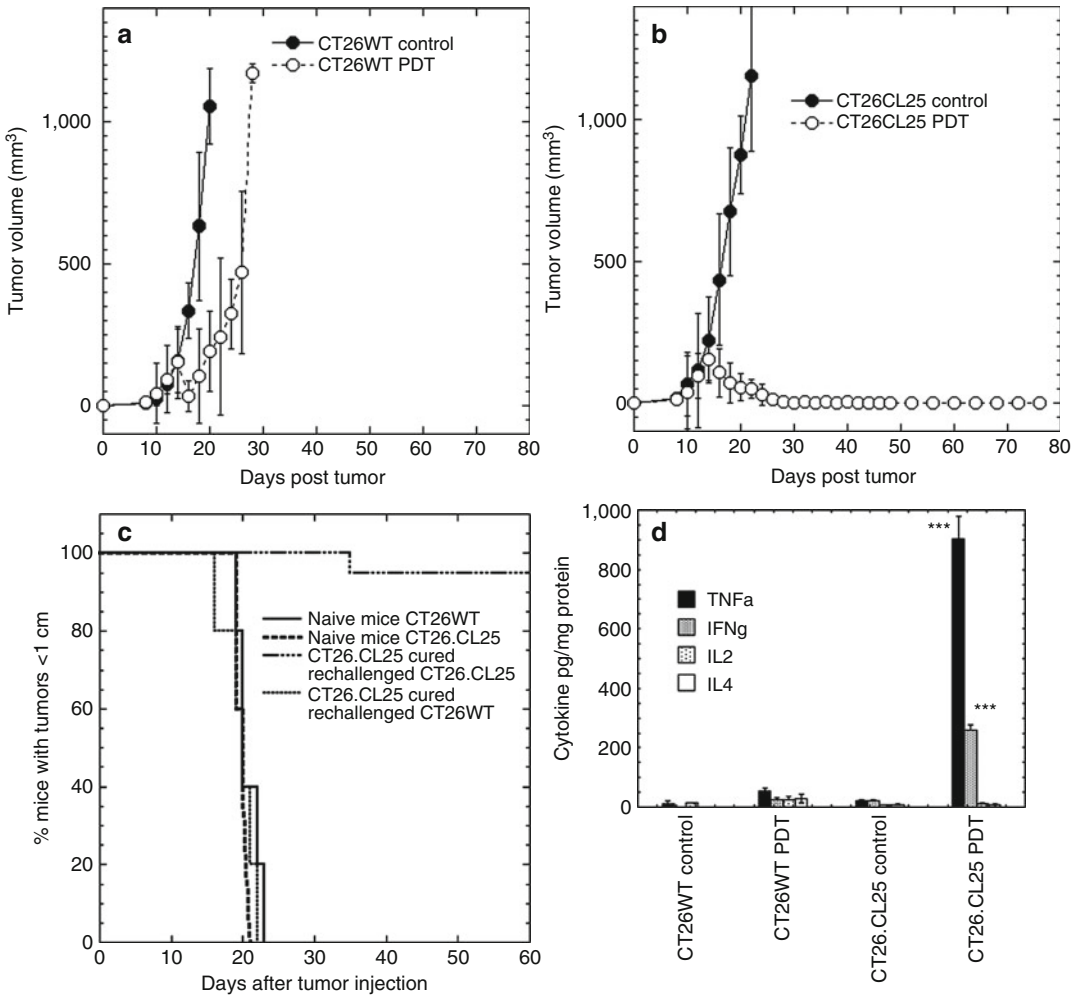 a
CT26WT control
CT26WT PDT
Tumor volume (mm³)
1,000
500
0
0 10 20 30 40 50 60 70 80
Days post tumor
b
CT26CL25 control
CT26CL25 PDT
Tumor volume (mm³)
1,000
500
0
0 10 20 30 40 50 60 70 80
Days post tumor
c
Naive mice CT26WT
Naive mice CT26.CL25
CT26.CL25 cured
rechallenged CT26.CL25
CT26.CL25 cured
rechallenged CT26WT
% mice with tumors <1 cm
100
80
60
40
20
0
0 10 20 30 40 50 60
Days after tumor injection
d
TNFa
IFNg
IL2
IL4
***
***
Cytokine pg/mg protein
1,000
800
600
400
200
0
CT26WT control
CT26WT PDT
CT26.CL25 control
CT26.CL25 PDT